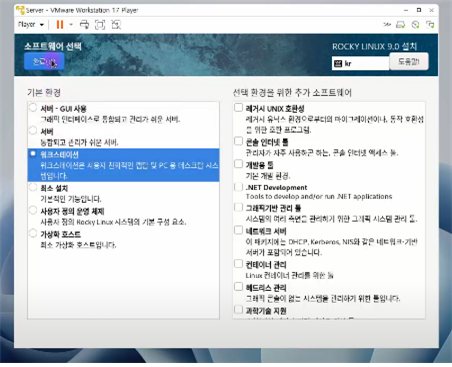 Server - VMware Workstation 17 Player
Player
소프트웨어 선택
ROCKY LINUX 9.0 설치
kr
도움말!
기본 환경
선택 환경을 위한 추가 소프트웨어
서버 - GUI 사용
그래픽 인터페이스로 통합되고 관리가 쉬운 서버.
서버
통합되고 관리가 쉬운 서버.
워크스테이션
워크스테이션은 사용자 친화적인 랩탑 및 PC 용 데스크탑 시스
템입니다.
최소 설치
기본적인 기능입니다.
사용자 정의 운영 체제
사용자 정의 Rocky Linux 시스템의 기본 구성 요소.
가상화 호스트
최소 가상화 호스트입니다.
레거시 UNIX 호환성
레거시 유닉스 환경으로부터의 마이그레이션이나, 동작 호환성
을 위한 호환 프로그램.
콘솔 인터넷 툴
관리자가 자주 사용하곤 하는, 콘솔 인터넷 액세스 툴.
개발용 툴
기본 개발 환경.
.NET Development
Tools to develop and/or run .NET applications
그래픽기반 관리 툴
시스템의 여러 측면을 관리하기 위한 그래픽 시스템 관리 툴.
네트워크 서버
이 패키지에는 DHCP, Kerberos, NIS와 같은 네트워크-기반
서버가 포함되어 있습니다.
컨테이너 관리
Linux 컨테이너 관리를 위한 툴
헤드리스 관리
그래픽 콘솔이 없는 시스템을 관리하기 위한 툴입니다.
과학기술 지원